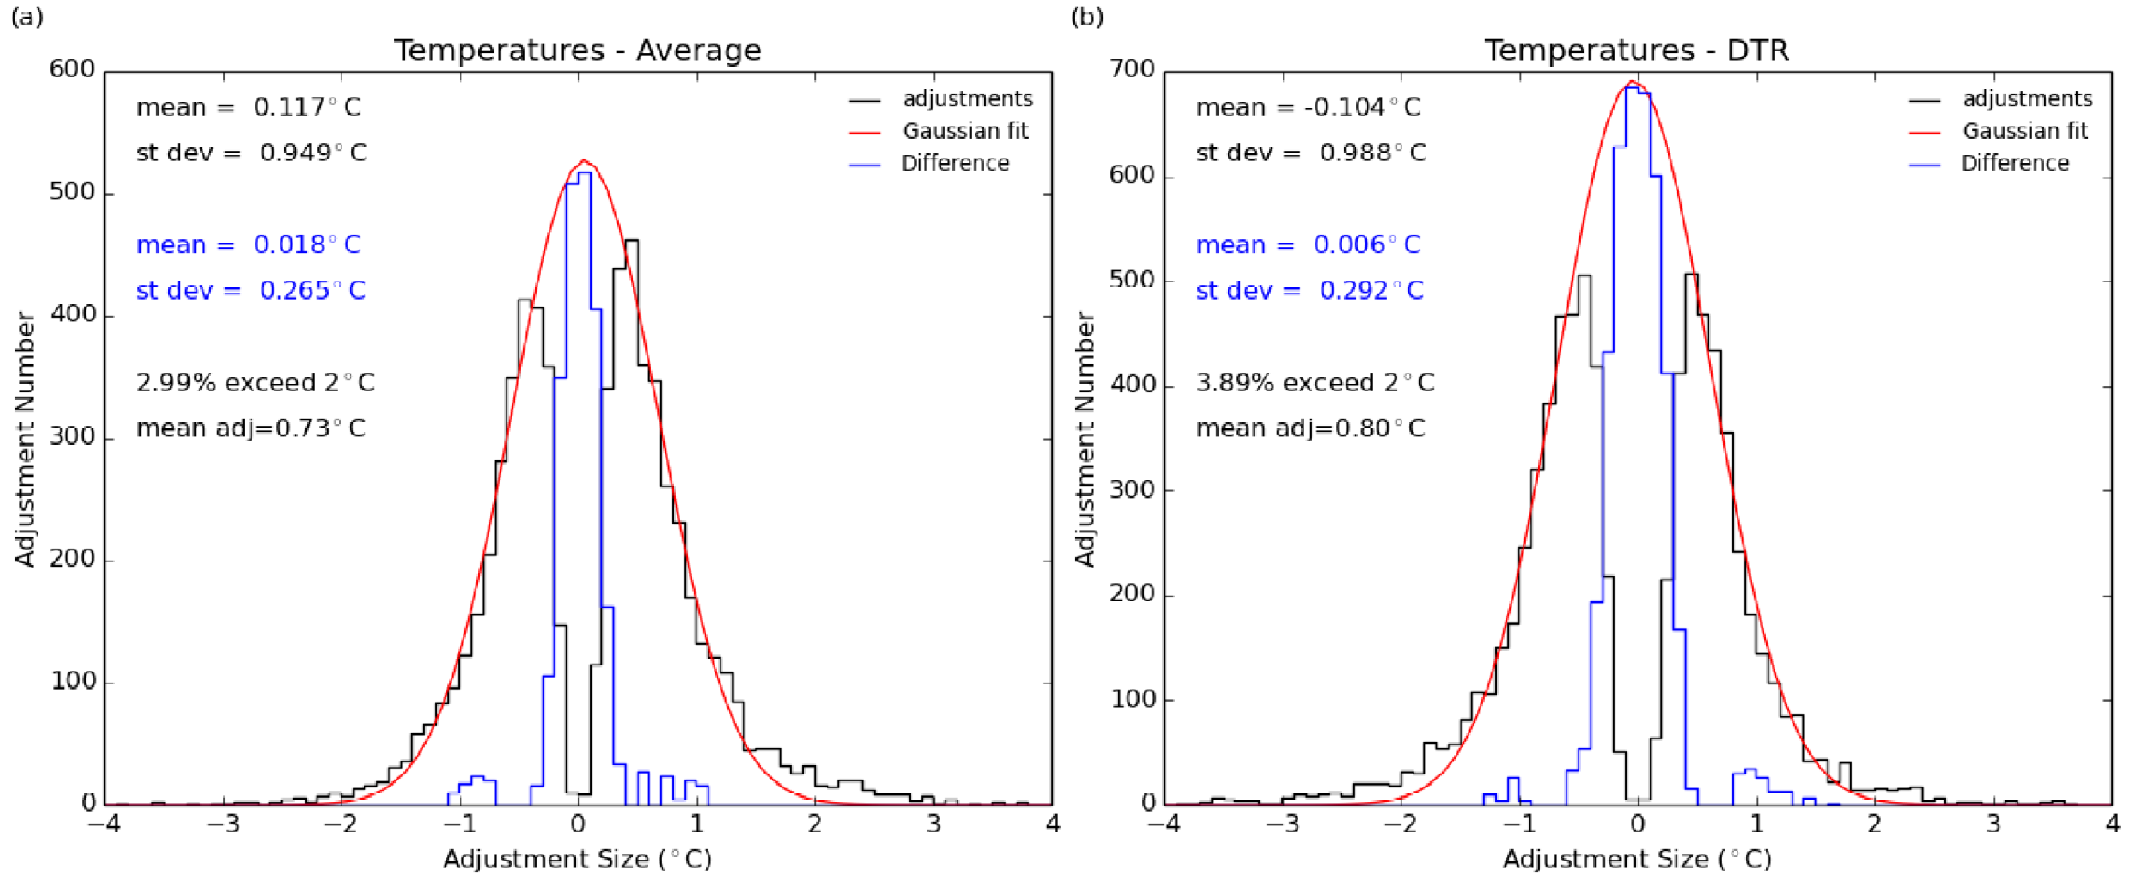 (a)
Temperatures - Average
600
500
400
300
200
100
0
Adjustment Number
mean = 0.117°C
st dev = 0.949°C
mean = 0.018°C
st dev = 0.265°C
2.99% exceed 2°C
mean adj=0.73°C
adjustments
Gaussian fit
Difference
−4 −3 −2 −1 0 1 2 3 4
Adjustment Size (°C)
(b)
Temperatures - DTR
700
600
500
400
300
200
100
0
Adjustment Number
mean = -0.104°C
st dev = 0.988°C
mean = 0.006°C
st dev = 0.292°C
3.89% exceed 2°C
mean adj=0.80°C
adjustments
Gaussian fit
Difference
−4 −3 −2 −1 0 1 2 3 4
Adjustment Size (°C)